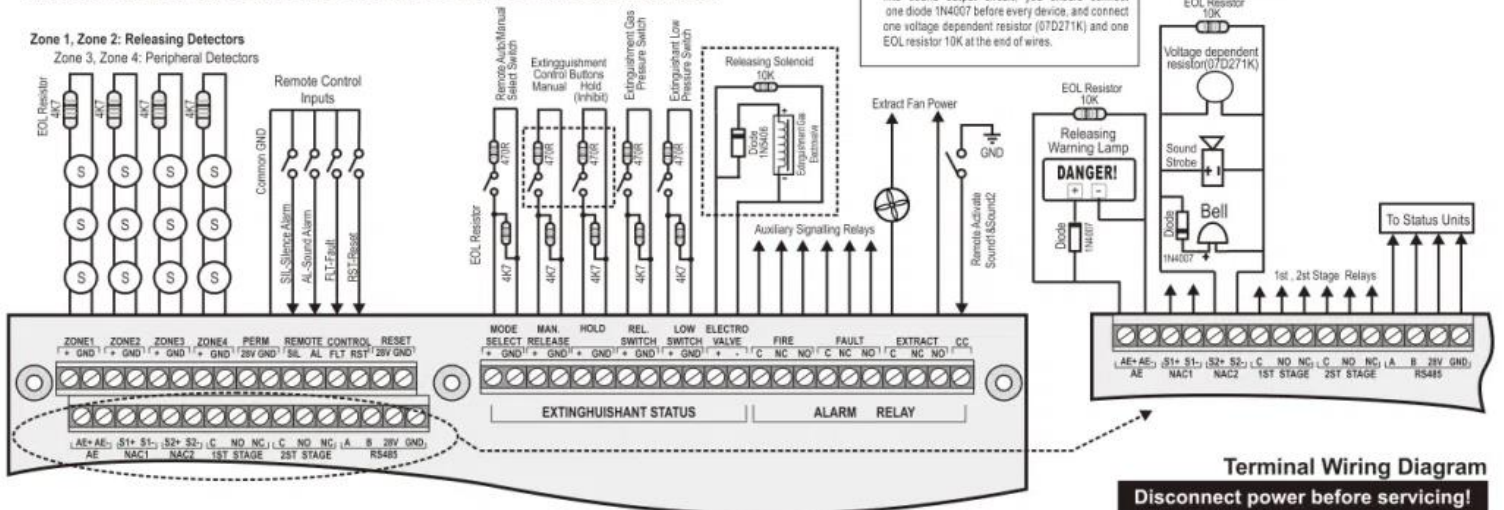 one diode 1N4007 before every device, and connect
one voltage dependent resistor (07D271K) and one
EOL resistor 10K at the end of wires.
Zone 1, Zone 2: Releasing Detectors
Zone 3, Zone 4: Peripheral Detectors
EOL Resistor
4K7
4K7
4K7
4K7
S
S
S
S
S
S
S
S
S
S
S
S
Remote Control
Inputs
Common GND
SIL-Silence Alarm
AL-Sound Alarm
FLT-Fault
RST-Reset
Remote Auto/Manual
Select Switch
Extingguishment
Control Buttons
Manual Hold
(Inhibit)
Extinguishment Gas
Pressure Switch
Extinguishant Low
Pressure Switch
470R
470R
470R
470R
470R
EOL Resistor
4K7
4K7
4K7
4K7
4K7
Releasing Solenoid
10K
Diode
1N5406
+
-
Extinguishment Gas
Electrovalve
Auxiliary Signalling Relays
Extract Fan Power
GND
Remote Activate
Sound1&Sound2
EOL Resistor
10K
Releasing
Warning Lamp
DANGER!
+ -
Diode
1N4007
EOL Resistor
10K
Voltage dependent
resistor(07D271K)
Sound
Strobe
+ -
Diode
1N4007
Bell
1st , 2st Stage Relays
To Status Units
ZONE1 ZONE2 ZONE3 ZONE4 PERM REMOTE CONTROL RESET
+ GND + GND + GND + GND 28V GND SIL AL FLT RST 28V GND
AE+ AE- S1+ S1- S2+ S2- C NO NC C NO NC A B 28V GND
AE NAC1 NAC2 1ST STAGE 2ST STAGE RS485
MODE MAN. HOLD REL. LOW ELECTRO
SELECT RELEASE SWITCH SWITCH VALVE FIRE FAULT EXTRACT CC
+ GND + GND + GND + GND + GND + - C NC NO C NC NO C NC NO
EXTINGHUISHANT STATUS
ALARM RELAY
AE+ AE- S1+ S1- S2+ S2- C NO NC C NO NC A B 28V GND
AE NAC1 NAC2 1ST STAGE 2ST STAGE RS485
Terminal Wiring Diagram
Disconnect power before servicing!